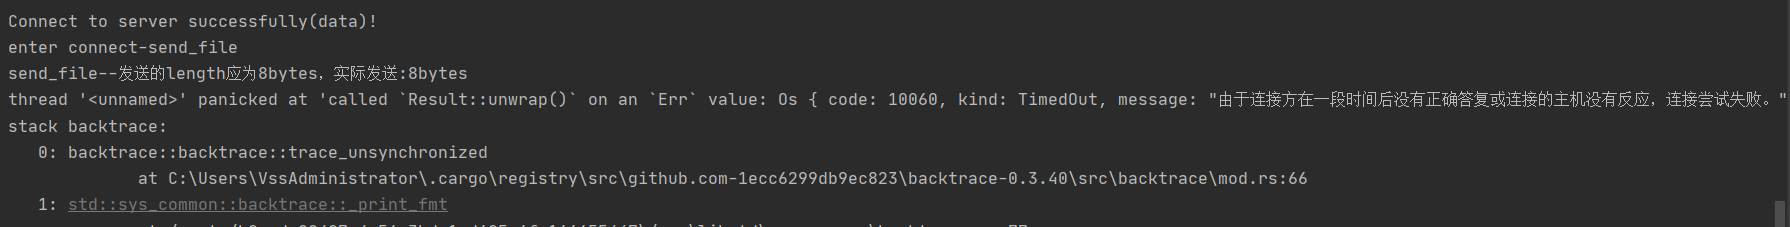 Connect to server successfully(data)!
enter connect-send_file
send_file--发送的length应为8bytes，实际发送:8bytes
thread '<unnamed>' panicked at 'called `Result::unwrap()` on an `Err` value: Os { code: 10060, kind: TimedOut, message: "由于连接方在一段时间后没有正确答复或连接的主机没有反应，连接尝试失败。"
stack backtrace:
0: backtrace::backtrace::trace_unsynchronized
at C:\Users\VssAdministrator\.cargo\registry\src\github.com-1ecc6299db9ec823\backtrace-0.3.40\src\backtrace\mod.rs:66
1: std::sys_common::backtrace::_print_fmt